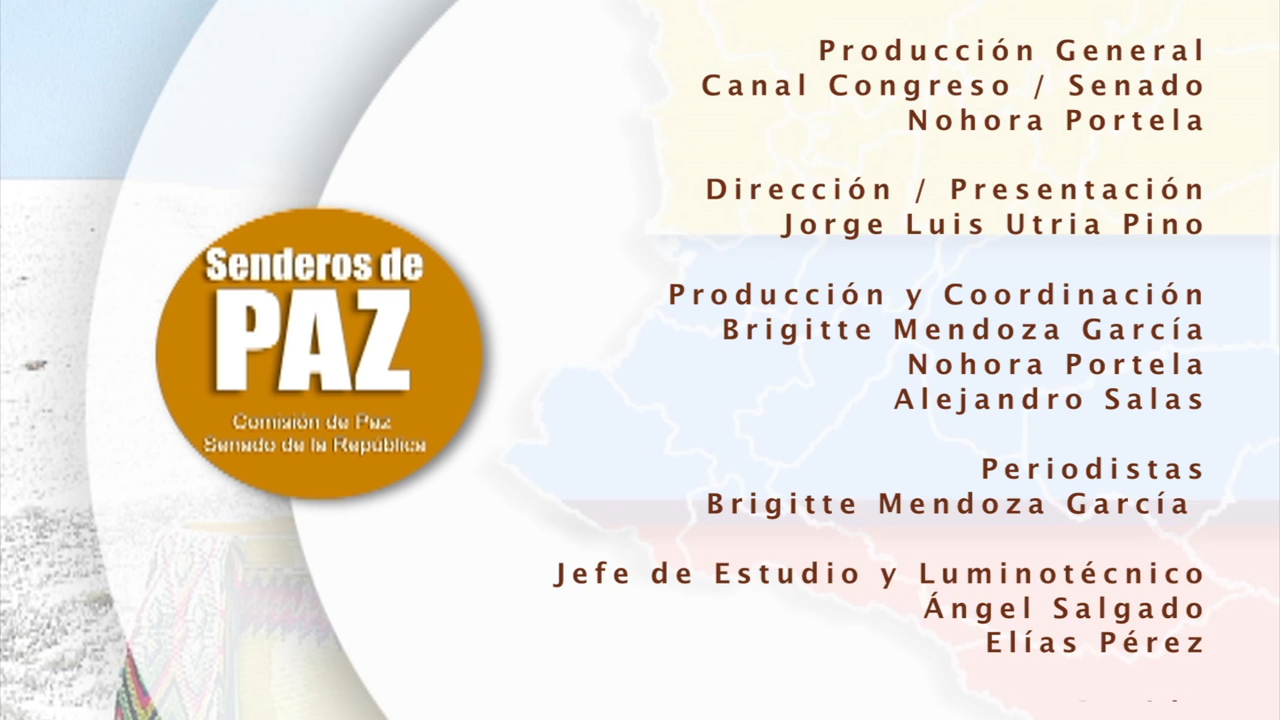 Senderos de
PAZ
Comisión de Paz
Senado de la República
Producción General
Canal Congreso / Senado
Nohora Portela
Dirección / Presentación
Jorge Luis Utria Pino
Producción y Coordinación
Brigitte Mendoza García
Nohora Portela
Alejandro Salas
Periodistas
Brigitte Mendoza García
Jefe de Estudio y Luminotécnico
Ángel Salgado
Elías Pérez